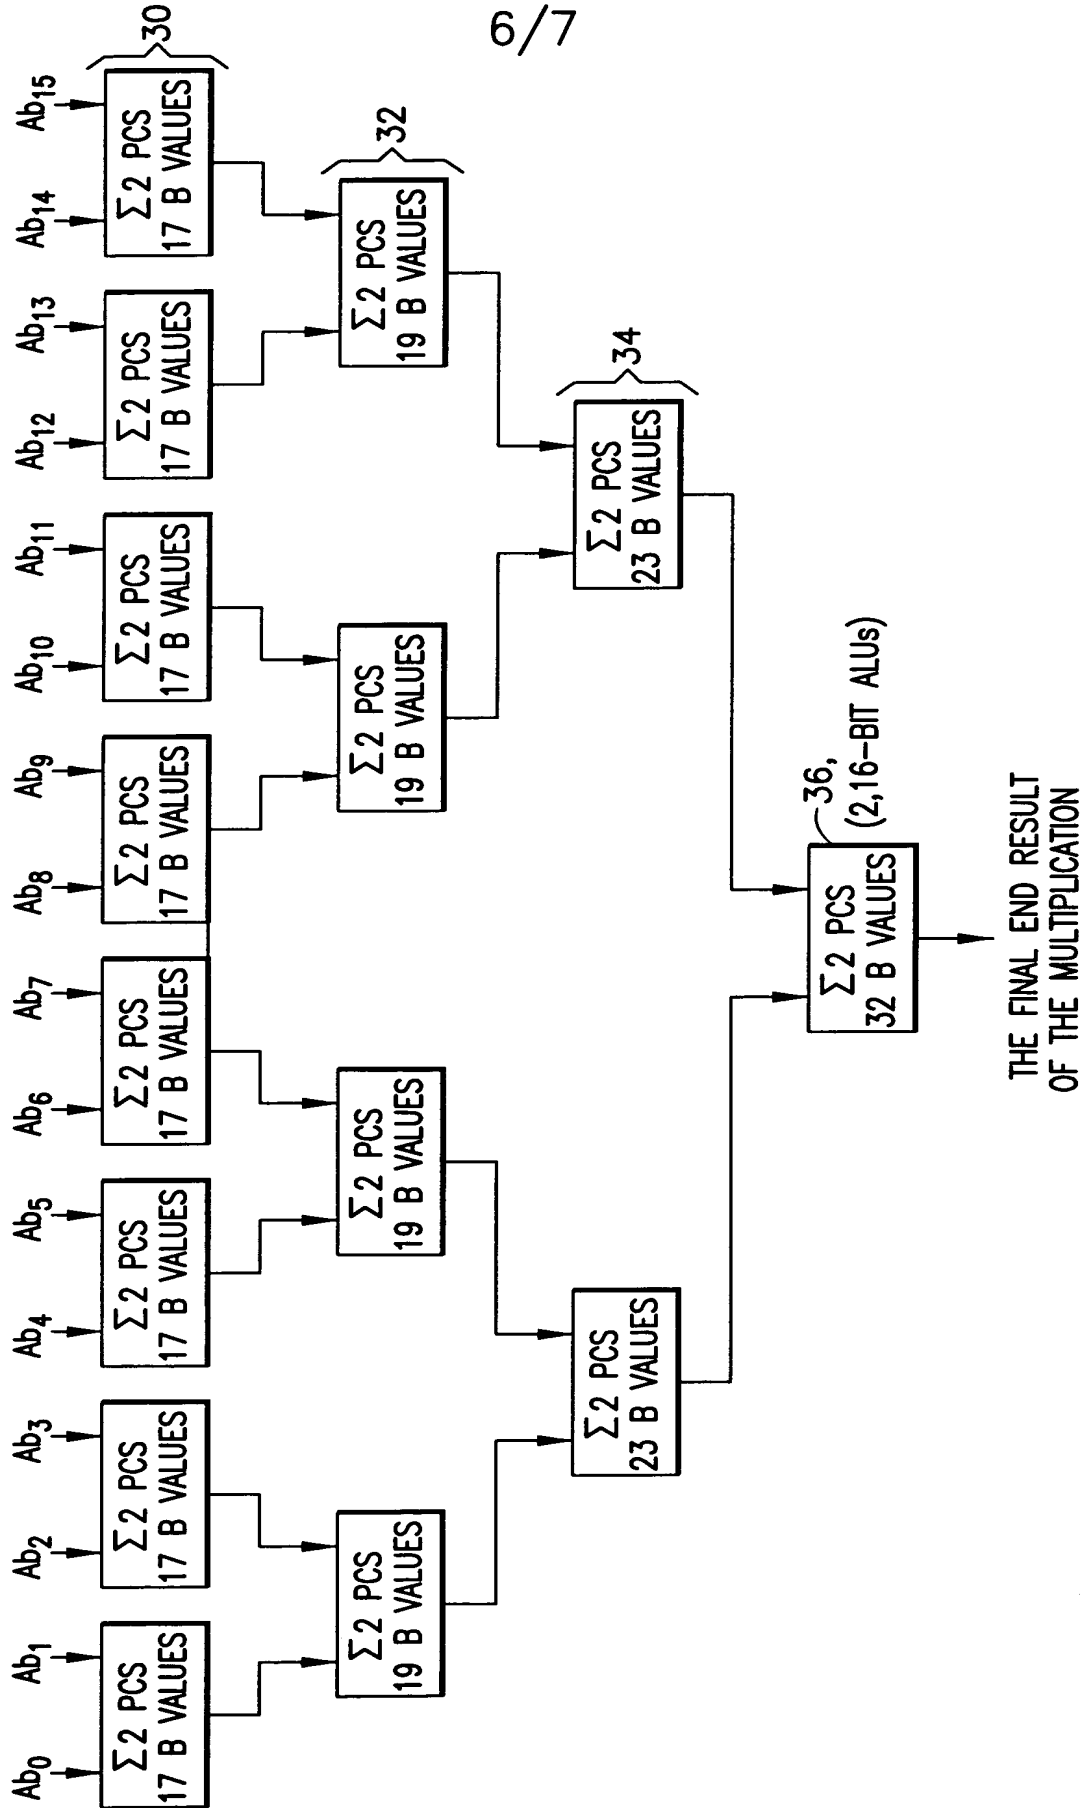 6/7
Ab0 Ab1 Ab2 Ab3 Ab4 Ab5 Ab6 Ab7 Ab8 Ab9 Ab10 Ab11 Ab12 Ab13 Ab14 Ab15
Σ2 PCS
17 B VALUES
Σ2 PCS
17 B VALUES
Σ2 PCS
17 B VALUES
Σ2 PCS
17 B VALUES
Σ2 PCS
17 B VALUES
Σ2 PCS
17 B VALUES
Σ2 PCS
17 B VALUES
Σ2 PCS
17 B VALUES
30
Σ2 PCS
19 B VALUES
Σ2 PCS
19 B VALUES
Σ2 PCS
19 B VALUES
Σ2 PCS
19 B VALUES
32
Σ2 PCS
23 B VALUES
Σ2 PCS
23 B VALUES
34
Σ2 PCS
32 B VALUES
36,
(2,16-BIT ALUs)
THE FINAL END RESULT
OF THE MULTIPLICATION